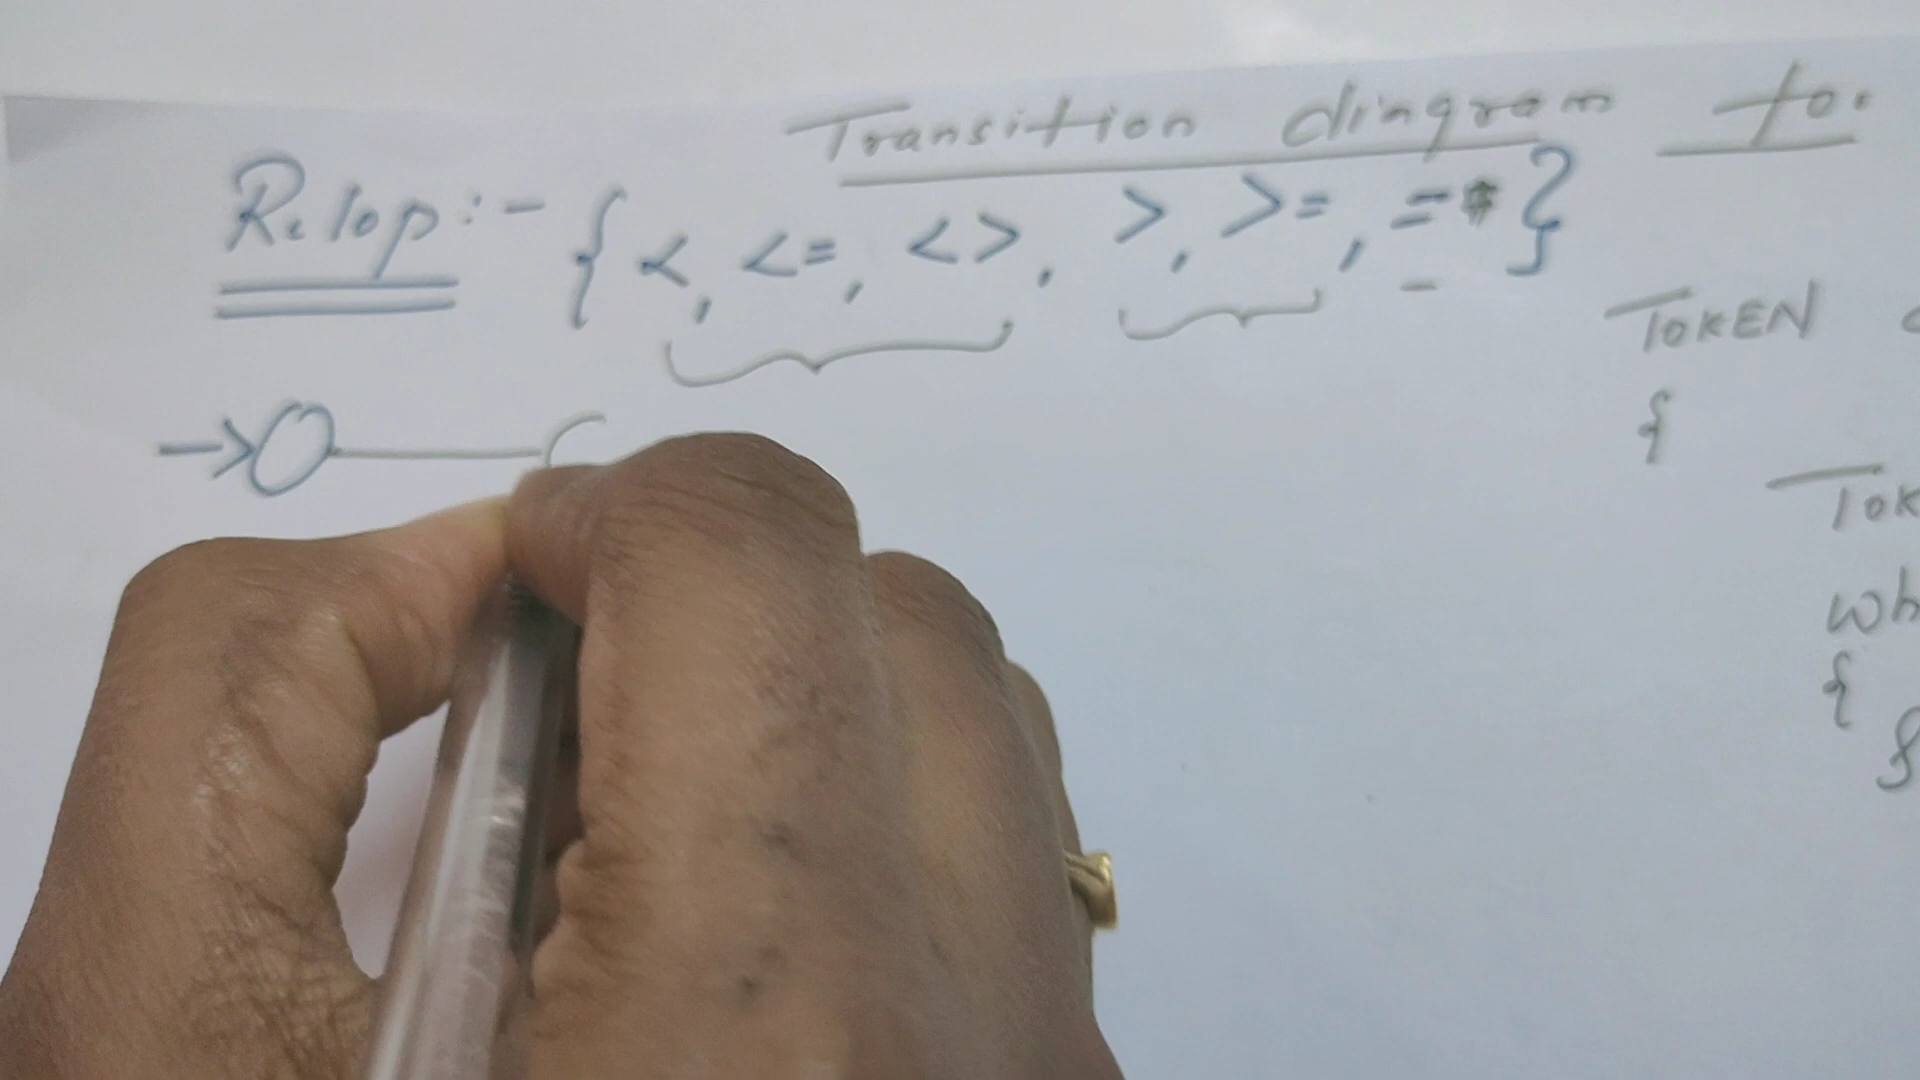 Transition diagram for
Relop:- { <, <=, <>, >, >=, = }
TOKEN
{
TOK
wh
{